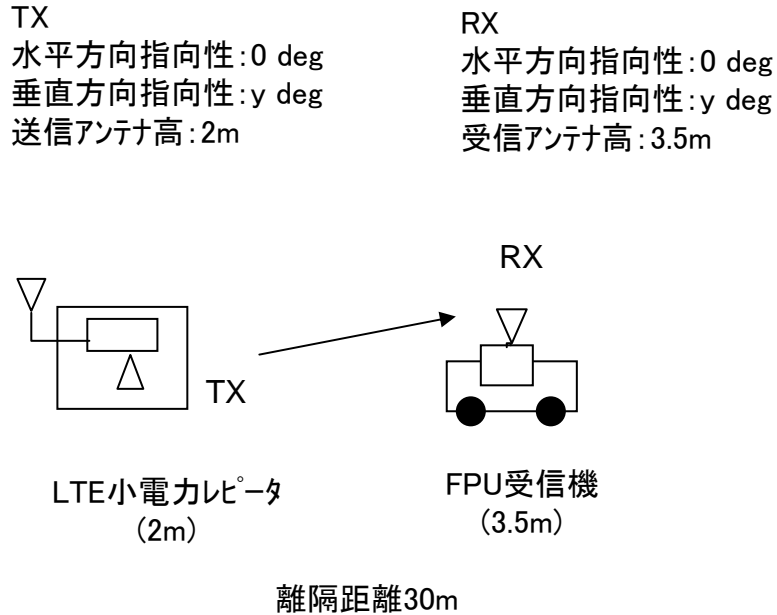 TX
水平方向指向性:0 deg
垂直方向指向性:y deg
送信アンテナ高:2m
RX
水平方向指向性:0 deg
垂直方向指向性:y deg
受信アンテナ高:3.5m
RX
TX
LTE小電力レピータ
(2m)
FPU受信機
(3.5m)
離隔距離30m